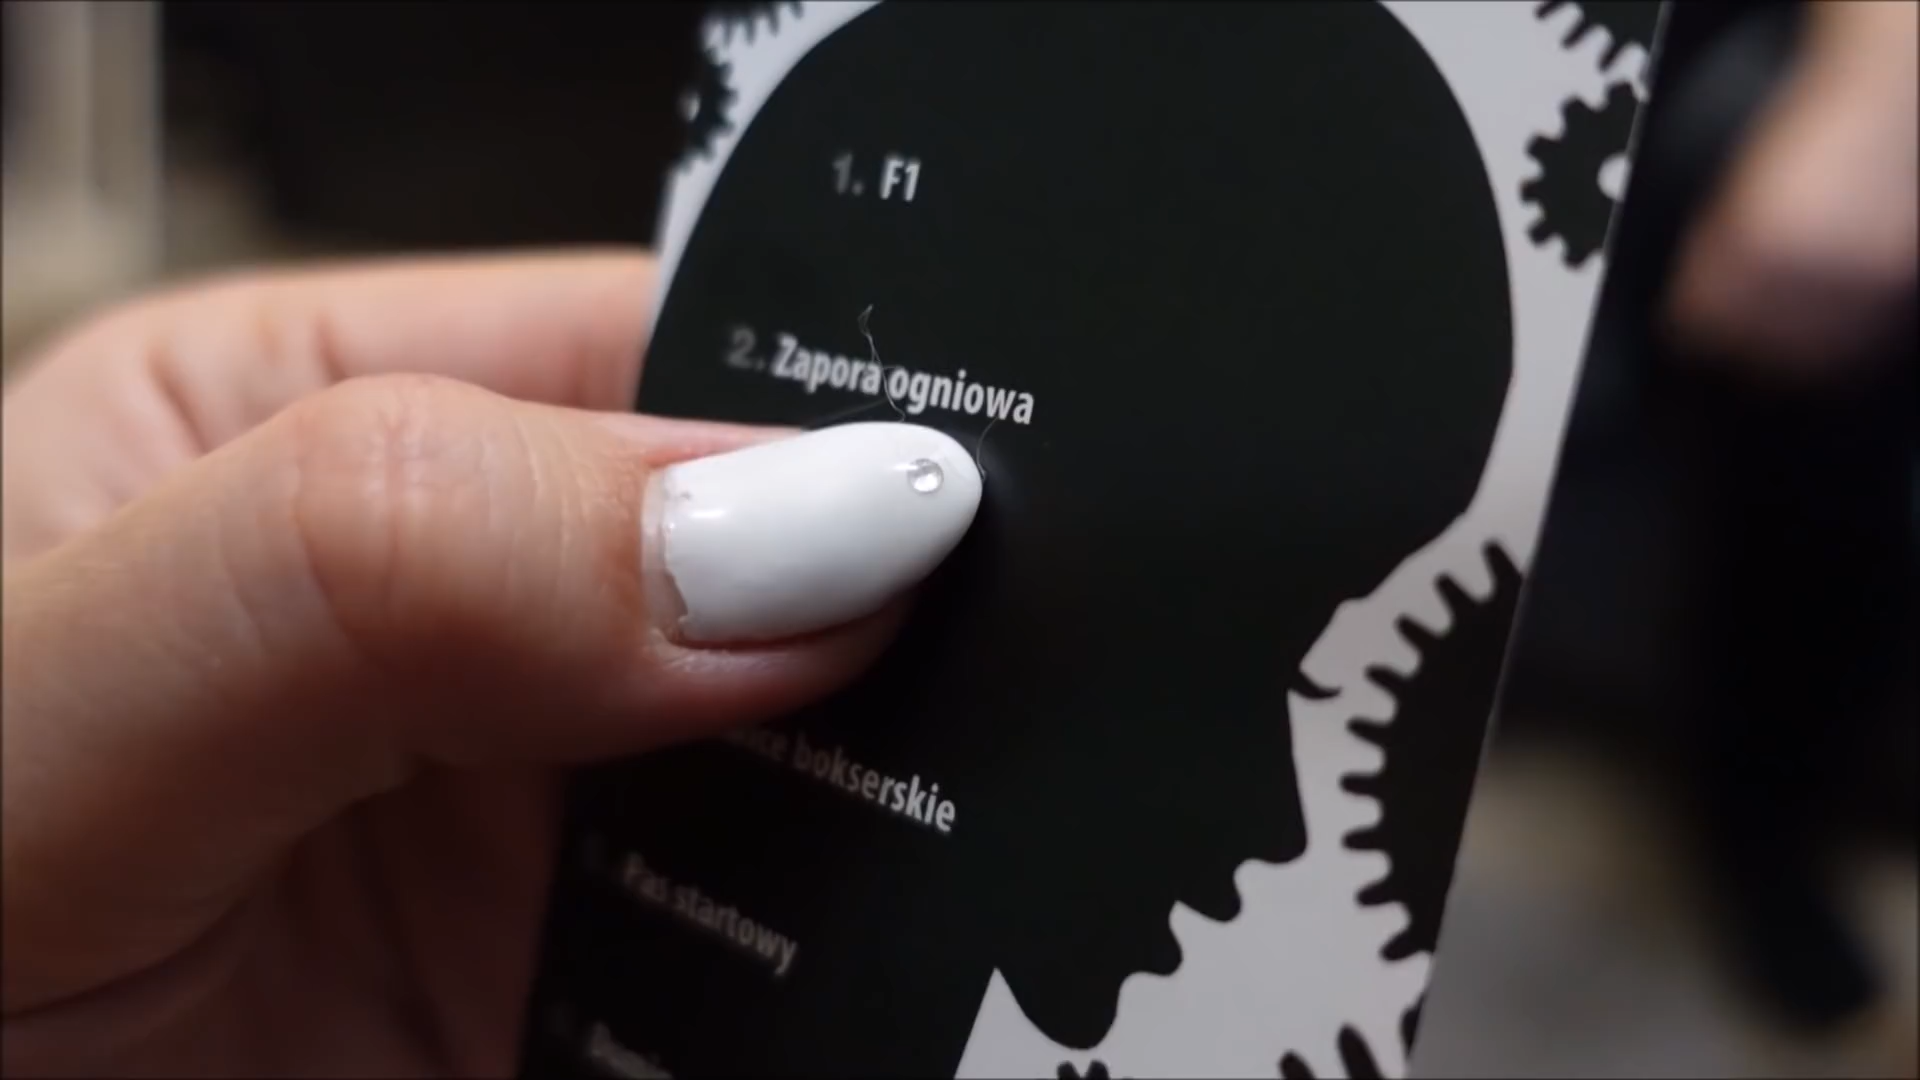 1. F1
2. Zapora ogniowa
bokserskie
Pas startowy